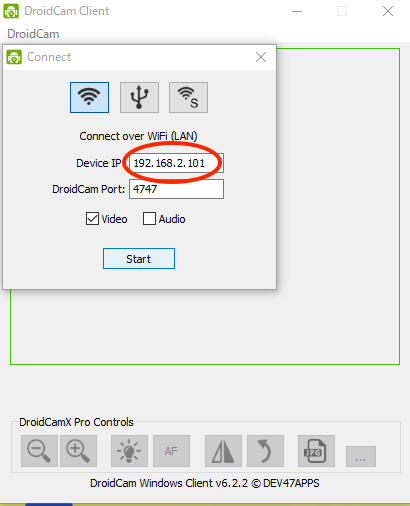 DroidCam Client
DroidCam
Connect
S
Connect over WiFi (LAN)
Device IP 192.168.2.101
DroidCam Port: 4747
Video Audio
Start
DroidCamX Pro Controls
AF JPG ...
DroidCam Windows Client v6.2.2 © DEV47APPS